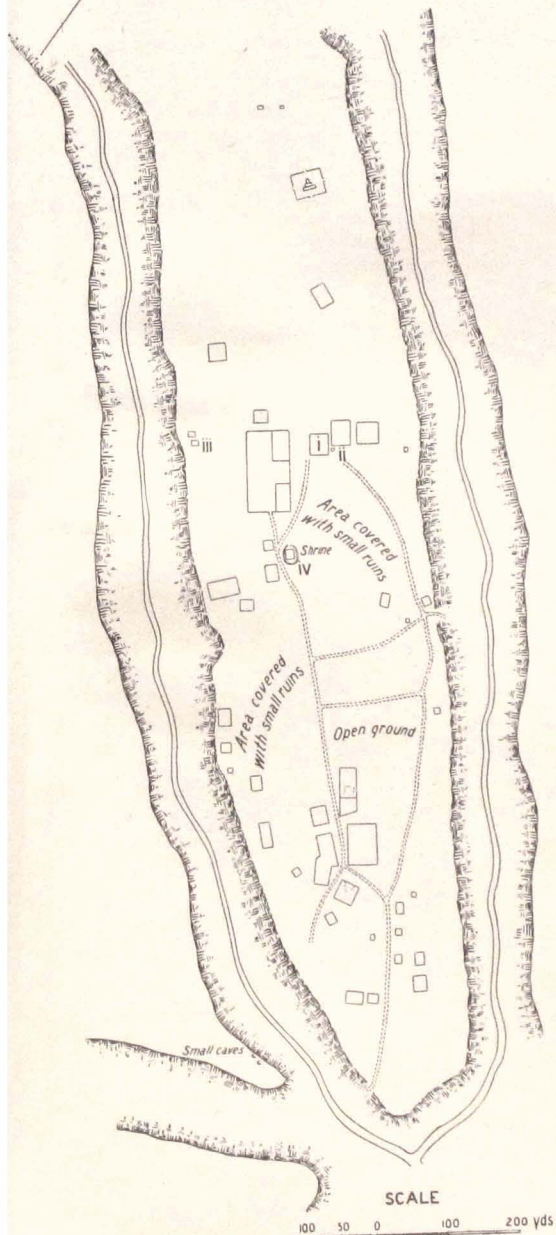 i
ii
iii
Area covered
with small ruins
Shrine
IV
Area covered
with small ruins
Open ground
Small caves
SCALE
100 50 0 100 200 yds